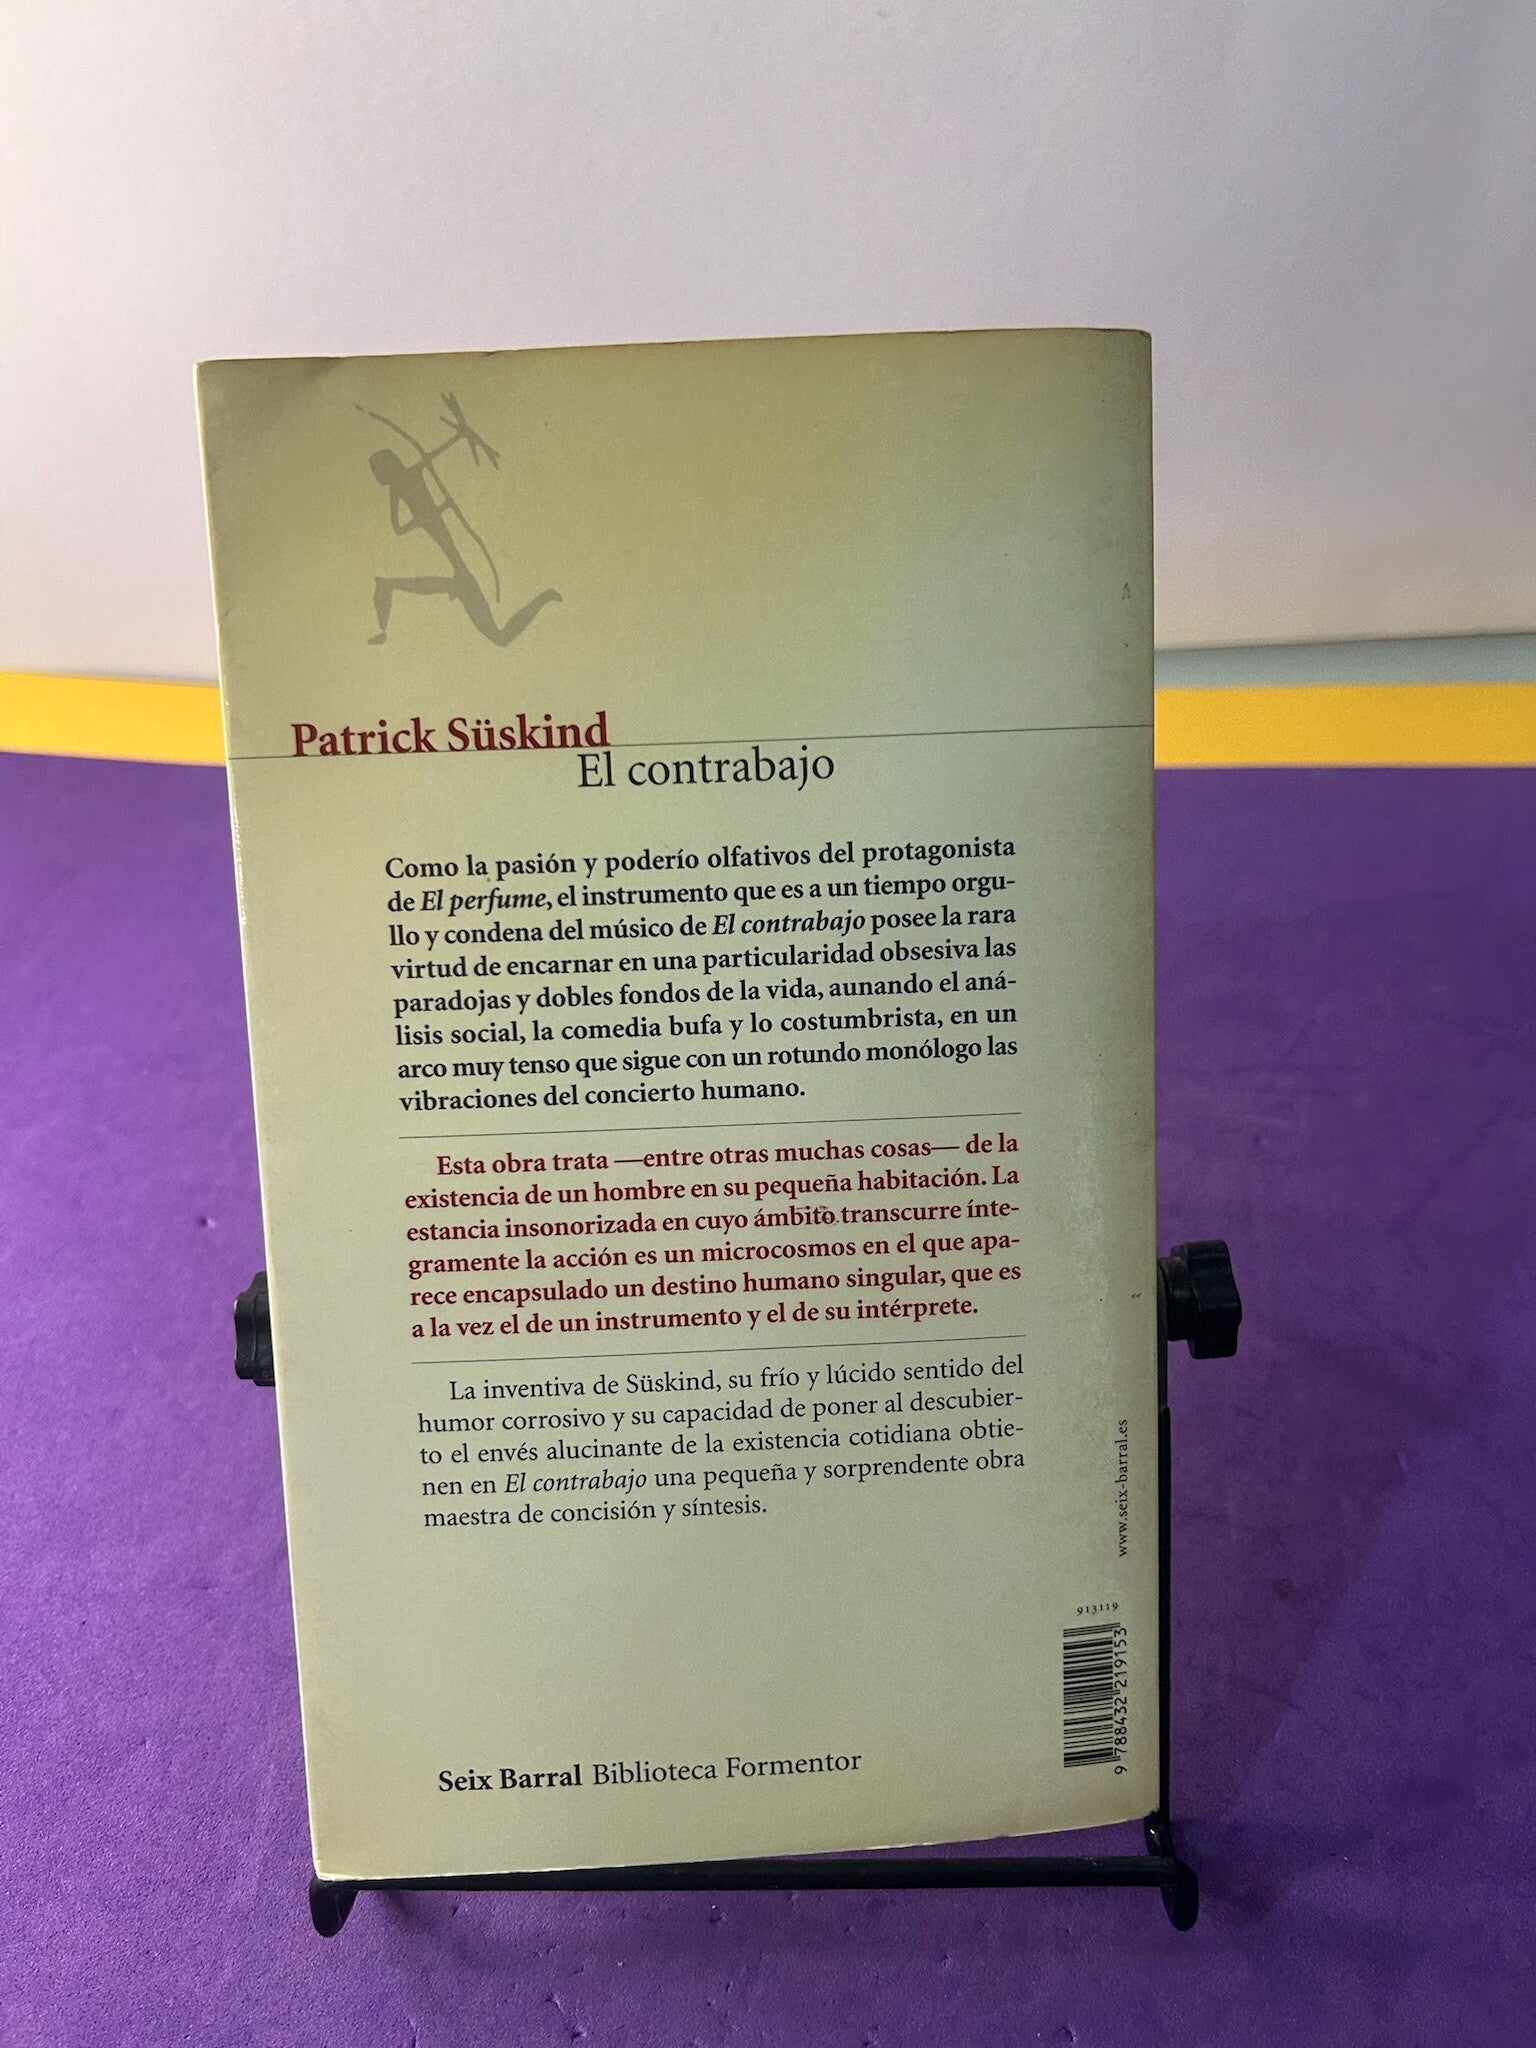 Patrick Süskind
El contrabajo
Como la pasión y poderío olfativos del protagonista
de El perfume, el instrumento que es a un tiempo orgu-
llo y condena del músico de El contrabajo posee la rara
virtud de encarnar en una particularidad obsesiva las
paradojas y dobles fondos de la vida, aunando el aná-
lisis social, la comedia bufa y lo costumbrista, en un
arco muy tenso que sigue con un rotundo monólogo las
vibraciones del concierto humano.
Esta obra trata —entre otras muchas cosas— de la
existencia de un hombre en su pequeña habitación. La
estancia insonorizada en cuyo ámbito transcurre ínte-
gramente la acción es un microcosmos en el que apa-
rece encapsulado un destino humano singular, que es
a la vez el de un instrumento y el de su intérprete.
La inventiva de Süskind, su frío y lúcido sentido del
humor corrosivo y su capacidad de poner al descubier-
to el envés alucinante de la existencia cotidiana obtie-
nen en El contrabajo una pequeña y sorprendente obra
maestra de concisión y síntesis.
www.seix-barral.es
913119
9 788432 219153
Seix Barral Biblioteca Formentor